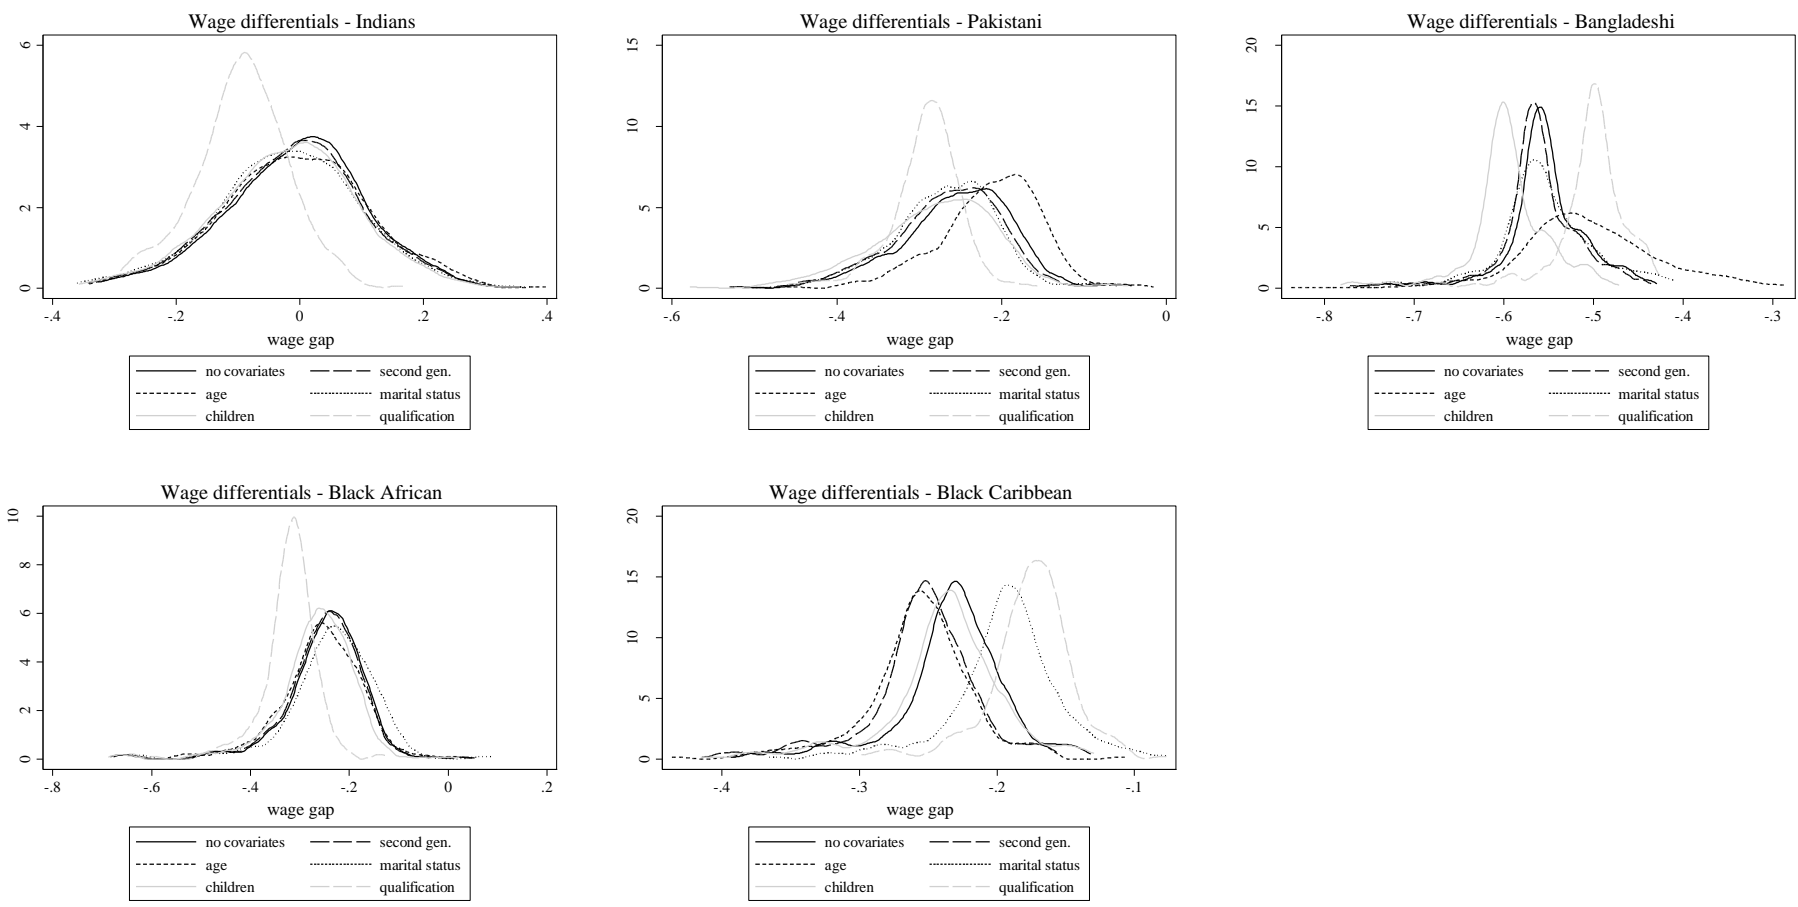 Wage differentials - Indians
6
4
2
0
-.4 -.2 0 .2 .4
wage gap
no covariates second gen.
age marital status
children qualification
Wage differentials - Pakistani
15
10
5
0
-.6 -.4 -.2 0
wage gap
no covariates second gen.
age marital status
children qualification
Wage differentials - Bangladeshi
20
15
10
5
0
-.8 -.7 -.6 -.5 -.4 -.3
wage gap
no covariates second gen.
age marital status
children qualification
Wage differentials - Black African
10
8
6
4
2
0
-.8 -.6 -.4 -.2 0 .2
wage gap
no covariates second gen.
age marital status
children qualification
Wage differentials - Black Caribbean
20
15
10
5
0
-.4 -.3 -.2 -.1
wage gap
no covariates second gen.
age marital status
children qualification